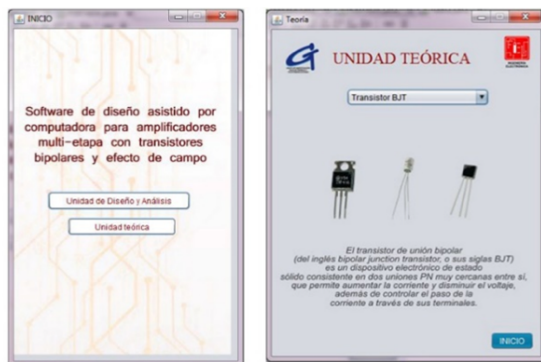 INICIO
Software de diseño asistido por
computadora para amplificadores
multi-etapa con transistores
bipolares y efecto de campo
Unidad de Diseño y Análisis
Unidad teórica
Teoría
UNIDAD TEÓRICA
Transistor BJT
El transistor de unión bipolar
(del inglés bipolar junction transistor, o sus siglas BJT)
es un dispositivo electrónico de estado
sólido consistente en dos uniones PN muy cercanas entre sí,
que permite aumentar la corriente y disminuir el voltaje,
además de controlar el paso de la
corriente a través de sus terminales.
INICIO